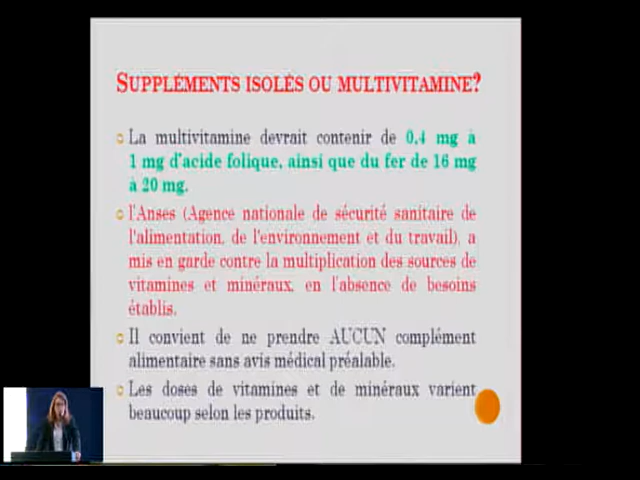 SUPPLÉMENTS ISOLÉS OU MULTIVITAMINE?
La multivitamine devrait contenir de 0,4 mg à
1 mg d'acide folique, ainsi que du fer de 16 mg
à 20 mg.
l'Anses (Agence nationale de sécurité sanitaire de
l'alimentation, de l'environnement et du travail), a
mis en garde contre la multiplication des sources de
vitamines et minéraux, en l'absence de besoins
établis.
Il convient de ne prendre AUCUN complément
alimentaire sans avis médical préalable.
Les doses de vitamines et de minéraux varient
beaucoup selon les produits.